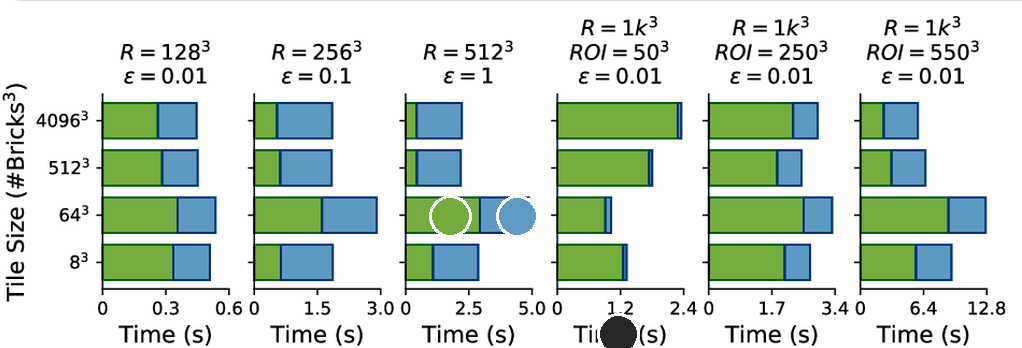 R = 128³
ε = 0.01
R = 256³
ε = 0.1
R = 512³
ε = 1
R = 1k³
ROI = 50³
ε = 0.01
R = 1k³
ROI = 250³
ε = 0.01
R = 1k³
ROI = 550³
ε = 0.01
Tile Size (#Bricks³)
4096³
512³
64³
8³
0 0.3 0.6
0 1.5 3.0
0 2.5 5.0
0 1.2 2.4
0 1.7 3.4
0 6.4 12.8
Time (s)
Time (s)
Time (s)
(s)
Time (s)
Time (s)